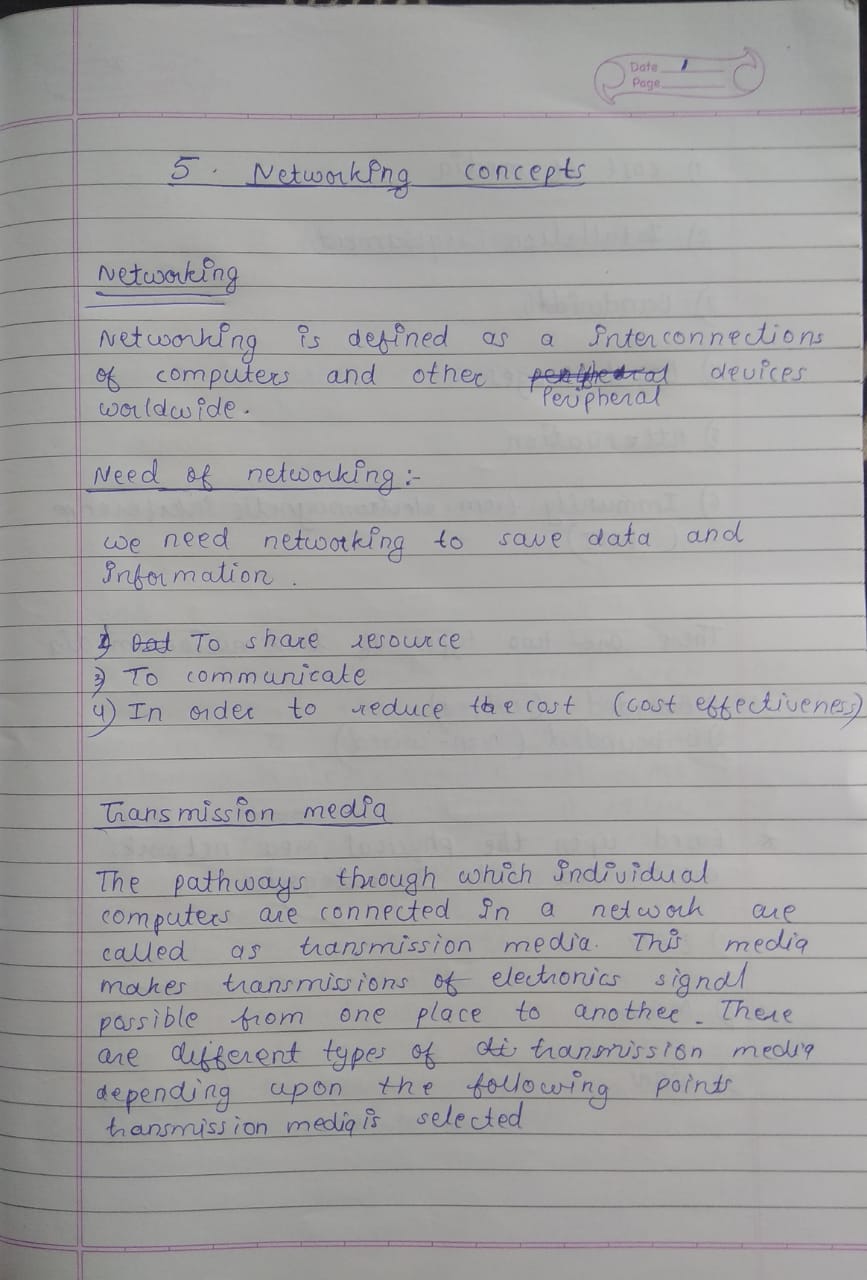 Date
Page
5. Networking concepts
Networking
Networking is defined as a interconnections
of computers and other peripheral devices
worldwide.
Need of networking :-
we need networking to save data and
information.
To share resource
3) To communicate
4) In order to reduce the cost (cost effectiveness)
Transmission media
The pathways through which individual
computers are connected in a network are
called as transmission media. This media
makes transmissions of electronics signal
possible from one place to another. There
are different types of transmission media
depending upon the following points
transmission media is selected